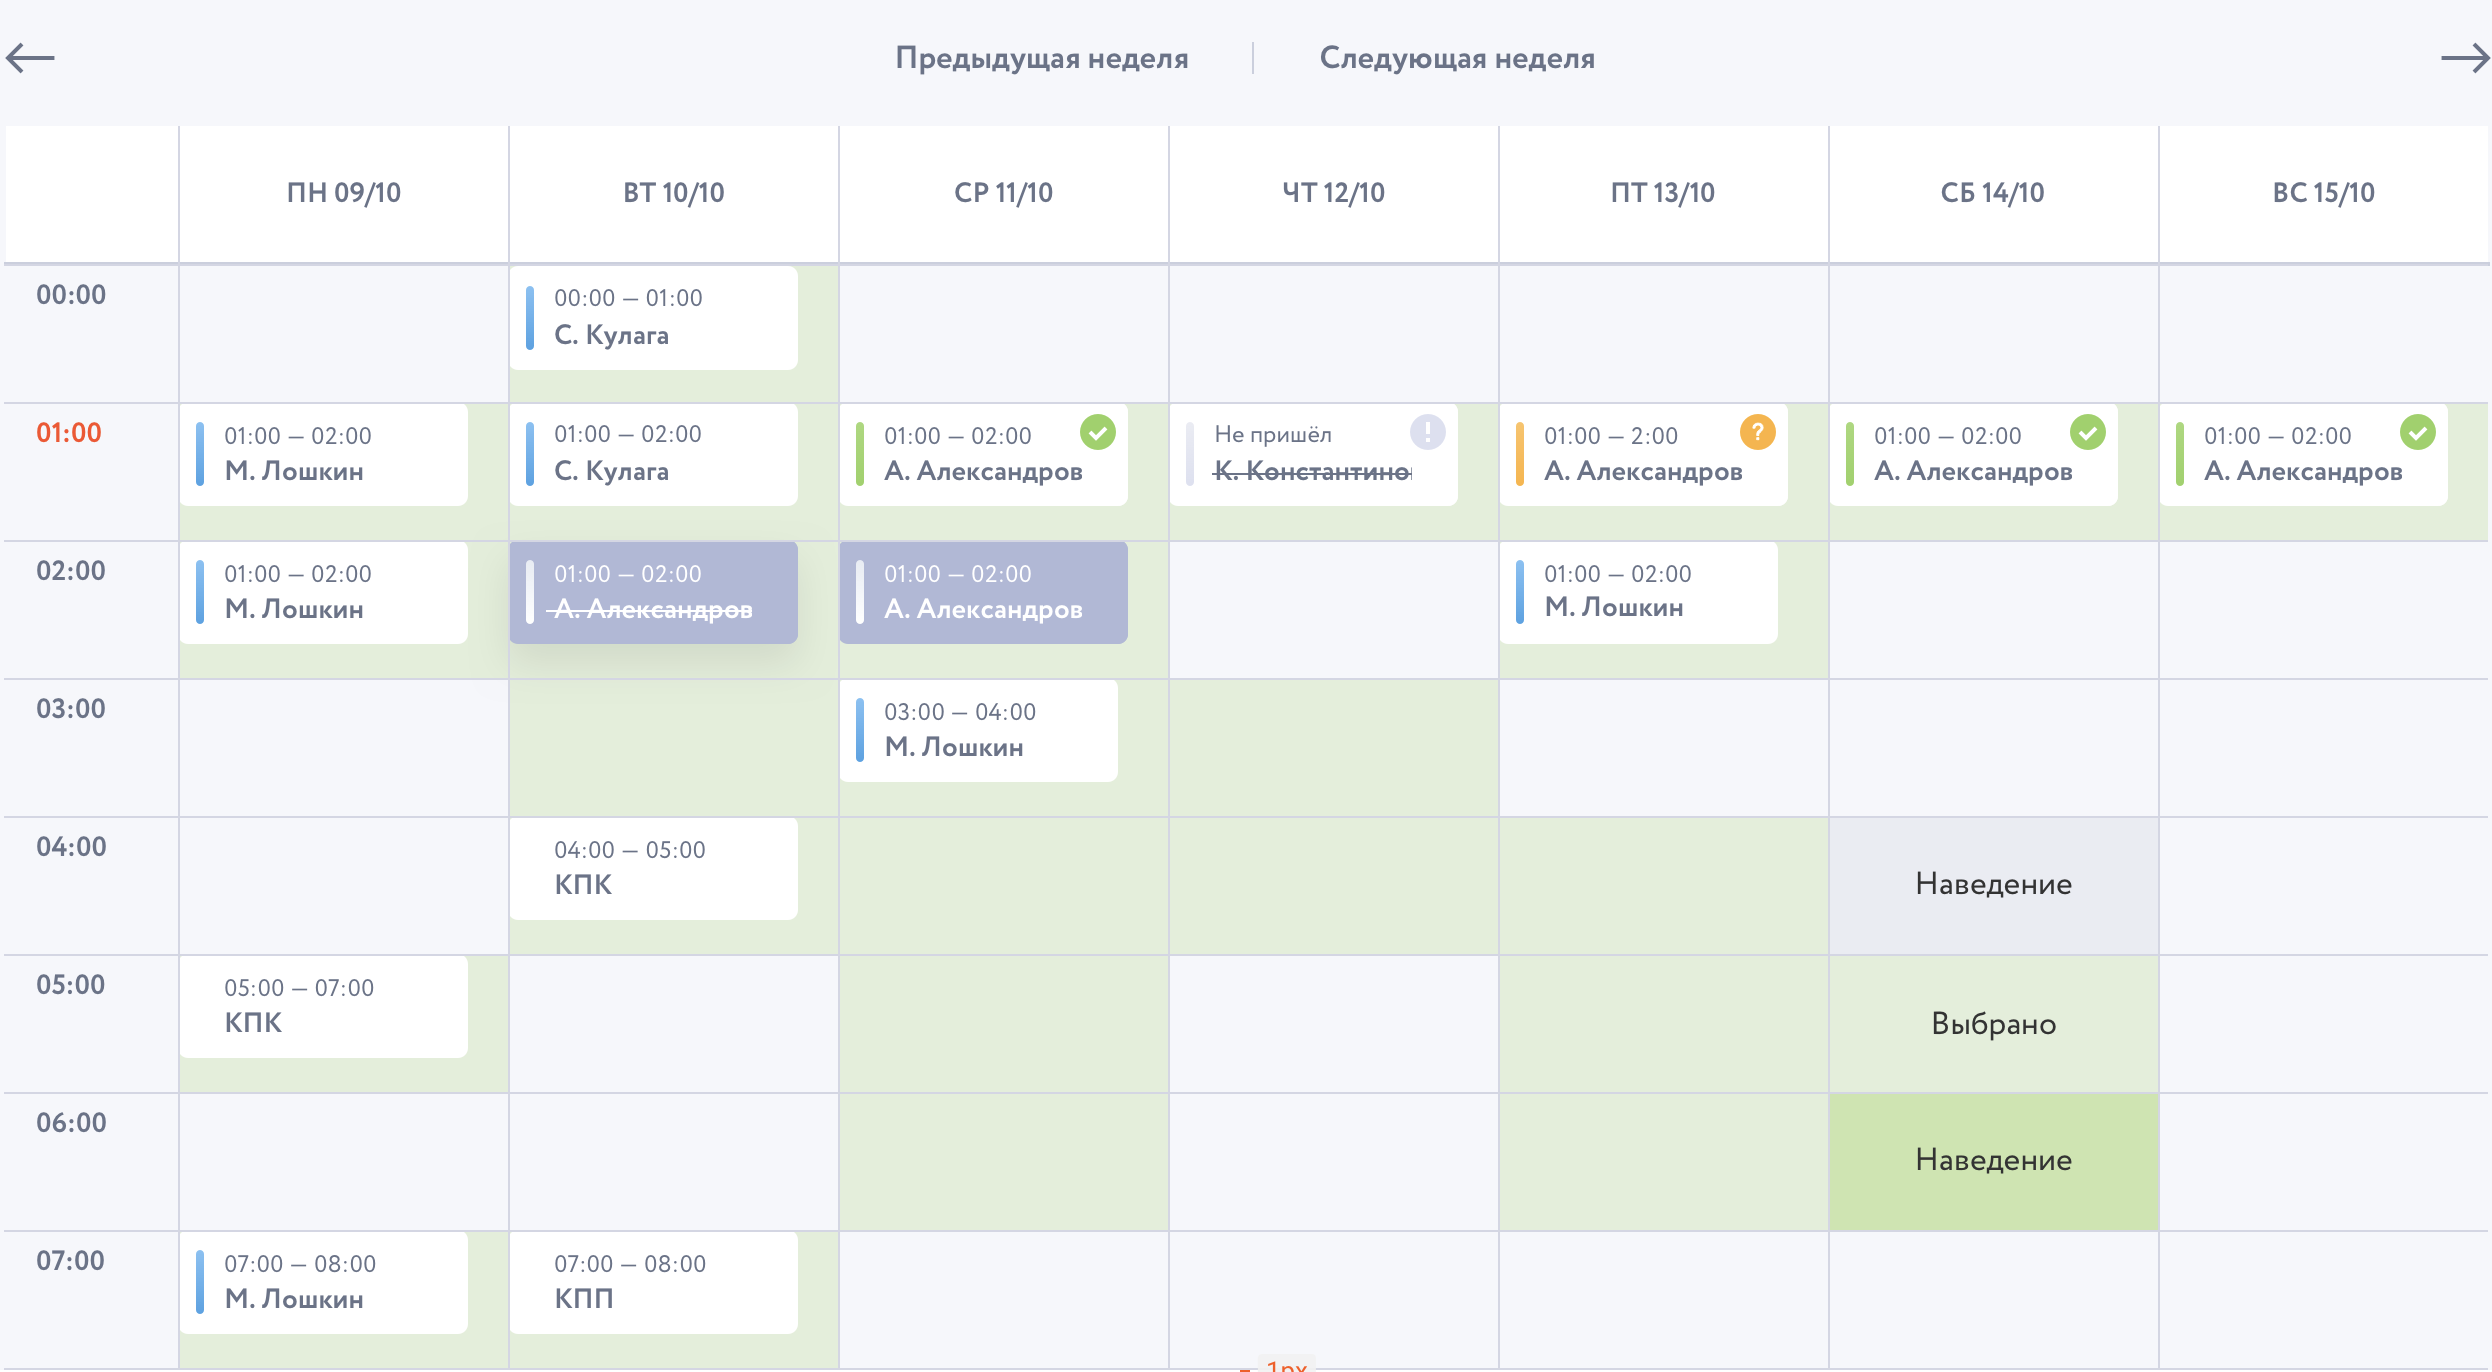 Предыдущая неделя
Следующая неделя
ПН 09/10
ВТ 10/10
СР 11/10
ЧТ 12/10
ПТ 13/10
СБ 14/10
ВС 15/10
00:00
00:00 — 01:00
С. Кулага
01:00
01:00 — 02:00
М. Лошкин
01:00 — 02:00
С. Кулага
01:00 — 02:00
А. Александров
Не пришёл
!
К. Константино
01:00 — 2:00
?
А. Александров
01:00 — 02:00
А. Александров
01:00 — 02:00
А. Александров
02:00
01:00 — 02:00
М. Лошкин
01:00 — 02:00
А. Александров
01:00 — 02:00
А. Александров
01:00 — 02:00
М. Лошкин
03:00
03:00 — 04:00
М. Лошкин
04:00
04:00 — 05:00
КПК
Наведение
05:00
05:00 — 07:00
КПК
Выбрано
06:00
Наведение
07:00
07:00 — 08:00
М. Лошкин
07:00 — 08:00
КПП
1px